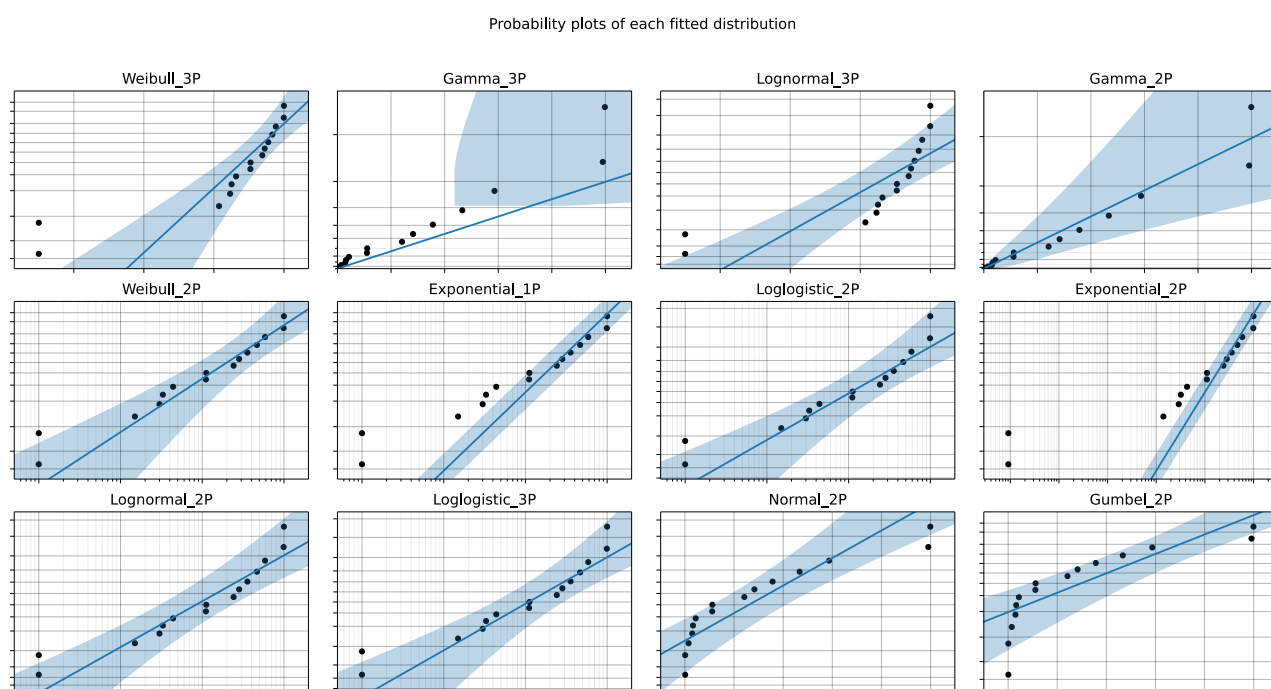 Probability plots of each fitted distribution
Weibull_3P
Gamma_3P
Lognormal_3P
Gamma_2P
Weibull_2P
Exponential_1P
Loglogistic_2P
Exponential_2P
Lognormal_2P
Loglogistic_3P
Normal_2P
Gumbel_2P